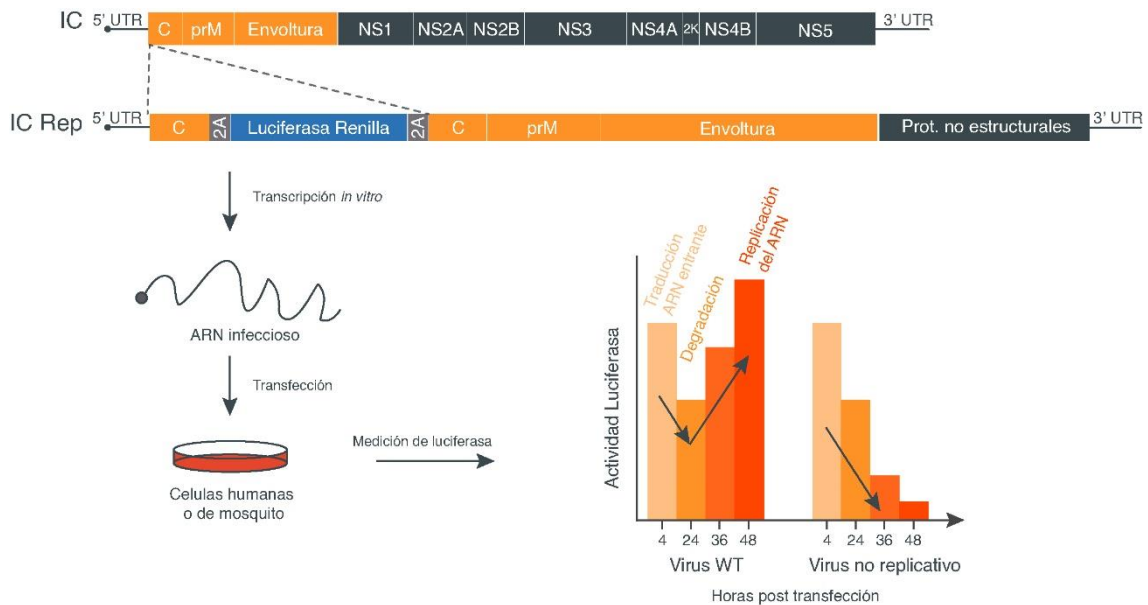 IC
5' UTR
C
prM
Envoltura
NS1
NS2A
NS2B
NS3
NS4A
2K
NS4B
NS5
3' UTR
IC Rep
5' UTR
C
2A
Luciferasa Renilla
2A
C
prM
Envoltura
Prot. no estructurales
3' UTR
Transcripción in vitro
ARN infeccioso
Transfección
Celulas humanas
o de mosquito
Medición de luciferasa
Actividad Luciferasa
Traducción
ARN entrante
Degradación
Replicación
del ARN
4 24 36 48
4 24 36 48
Virus WT
Virus no replicativo
Horas post transfección